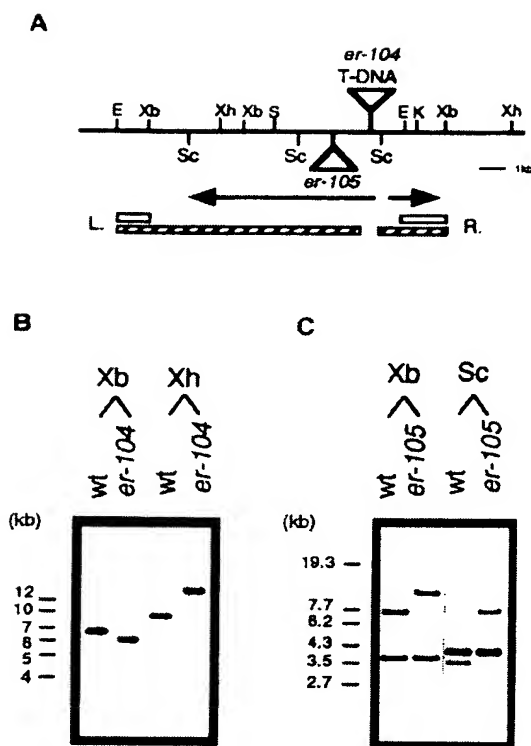 A
er-104
T-DNA
E Xb Xh Xb S E K Xb Xh
Sc Sc Sc
er-105
1kb
L. R.
B
Xb Xh
wt er-104 wt er-104
(kb)
12
10
7
6
5
4
C
Xb Sc
wt er-105 wt er-105
(kb)
19.3
7.7
6.2
4.3
3.5
2.7